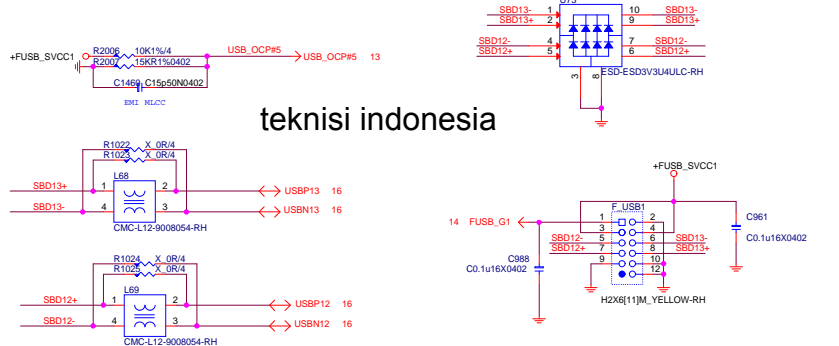 U73
SBD13- 1 10 SBD13-
SBD13+ 2 9 SBD13+
SBD12- 4 7 SBD12-
SBD12+ 5 6 SBD12+
3 8
ESD-ESD3V3U4ULC-RH
+FUSB_SVCC1 R2006 10K1%/4 USB_OCP#5 USB_OCP#5 13
R2007 15KR1%0402
C1460 C15p50N0402
EMI MLCC
teknisi indonesia
R1022 X_0R/4
R1023 X_0R/4
L68
SBD13+ 1 2 USBP13 16
SBD13- 4 3 USBN13 16
CMC-L12-9008054-RH
+FUSB_SVCC1
F_USB1
14 FUSB_G1 1 2
3 4
SBD12- 5 6 SBD13-
SBD12+ 7 8 SBD13+
9 10
12
H2X6[11]M_YELLOW-RH
C961
C0.1u16X0402
C988
C0.1u16X0402
R1024 X_0R/4
R1025 X_0R/4
L69
SBD12+ 1 2 USBP12 16
SBD12- 4 3 USBN12 16
CMC-L12-9008054-RH